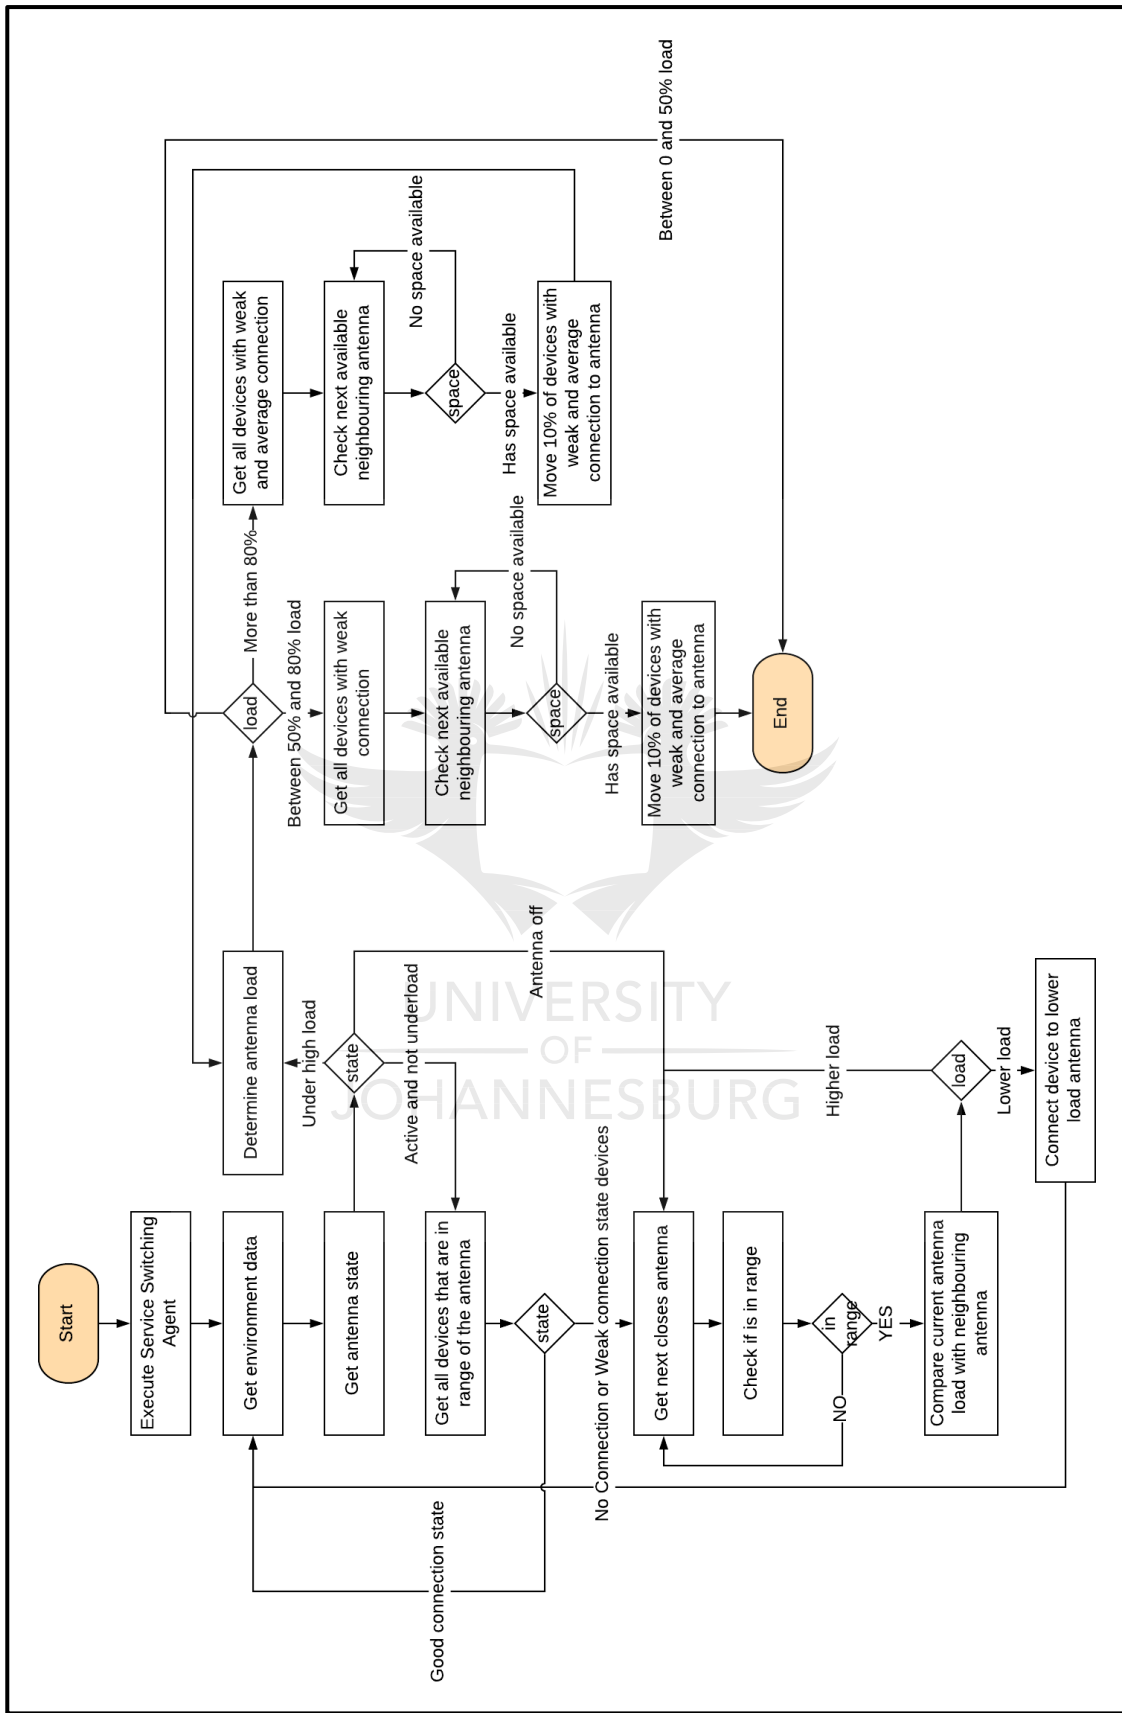 Start
Execute Service Switching
Agent
Get environment data
Get antenna state
state
Under high load
Active and not underload
Antenna off
Determine antenna load
load
More than 80%
Between 50% and 80% load
Between 0 and 50% load
Get all devices with weak
and average connection
Check next available
neighbouring antenna
space
No space available
Has space available
Move 10% of devices with
weak and average
connection to antenna
Get all devices with weak
connection
Check next available
neighbouring antenna
space
No space available
Has space available
Move 10% of devices with
weak and average
connection to antenna
End
Get all devices that are in
range of the antenna
state
Good connection state
No Connection or Weak connection state devices
Get next closes antenna
Check if is in range
in
range
NO
YES
Compare current antenna
load with neighbouring
antenna
load
Higher load
Lower load
Connect device to lower
load antenna
UNIVERSITY
OF
JOHANNESBURG